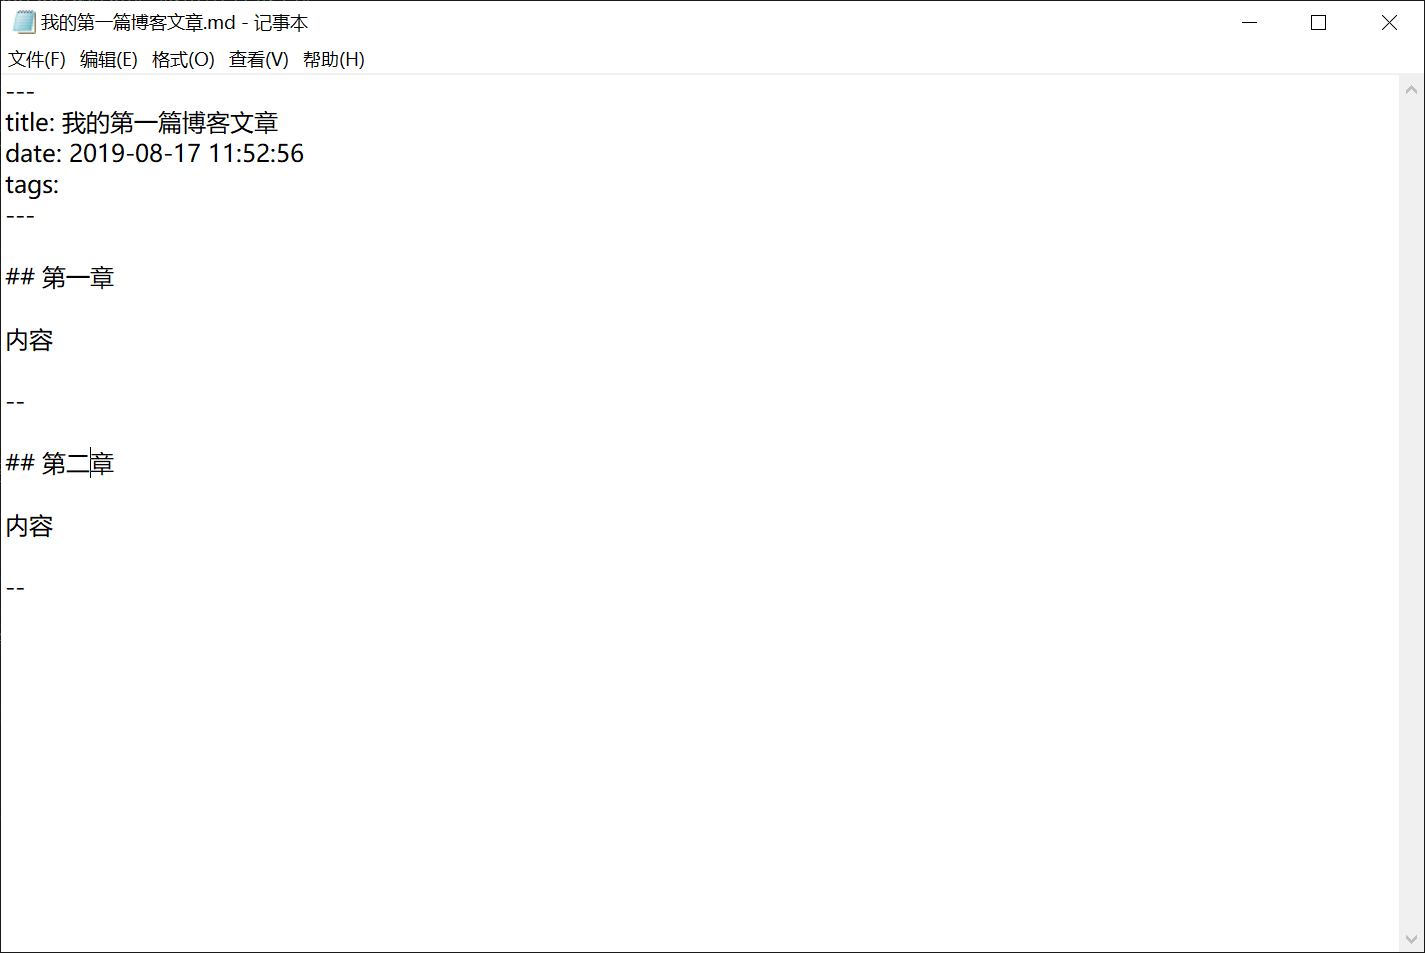 我的第一篇博客文章.md - 记事本
文件(F) 编辑(E) 格式(O) 查看(V) 帮助(H)
---
title: 我的第一篇博客文章
date: 2019-08-17 11:52:56
tags:
---
## 第一章
内容
--
## 第二章
内容
--